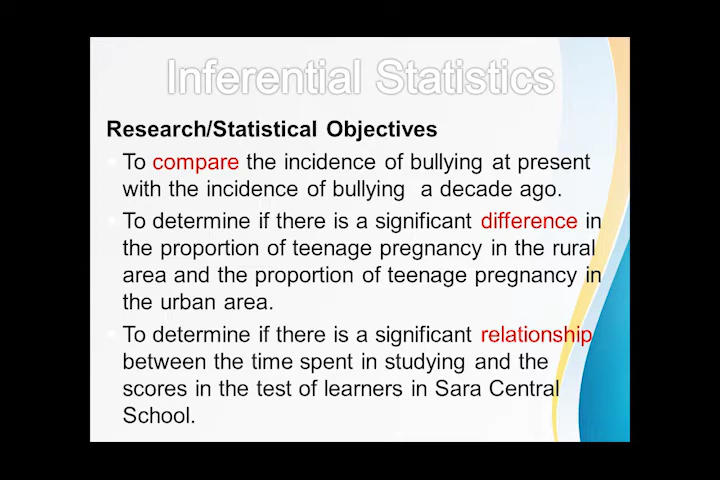 Inferential Statistics
Research/Statistical Objectives
To compare the incidence of bullying at present
with the incidence of bullying a decade ago.
To determine if there is a significant difference in
the proportion of teenage pregnancy in the rural
area and the proportion of teenage pregnancy in
the urban area.
To determine if there is a significant relationship
between the time spent in studying and the
scores in the test of learners in Sara Central
School.